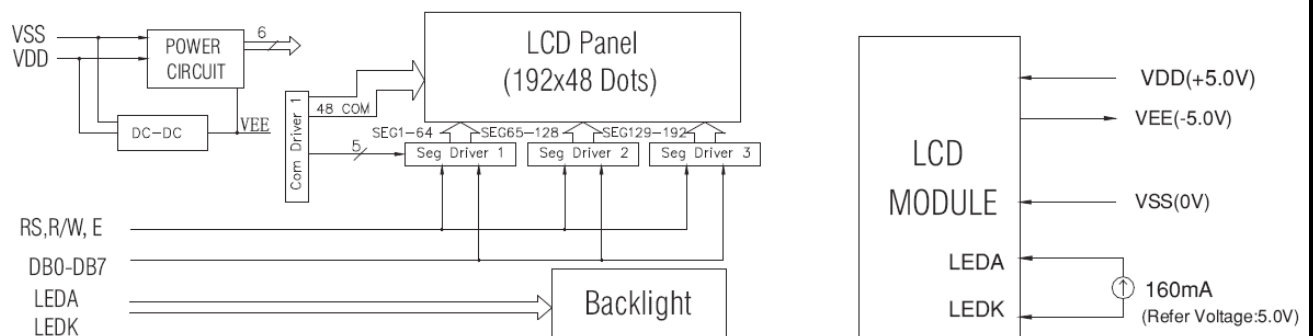 VSS
VDD
POWER
CIRCUIT
6
DC-DC
VEE
Com Driver 1
48 COM
5
LCD Panel
(192x48 Dots)
SEG1-64
SEG65-128
SEG129-192
Seg Driver 1
Seg Driver 2
Seg Driver 3
RS,R/W, E
DB0-DB7
LEDA
LEDK
Backlight
LCD
MODULE
VDD(+5.0V)
VEE(-5.0V)
VSS(0V)
LEDA
LEDK
160mA
(Refer Voltage:5.0V)